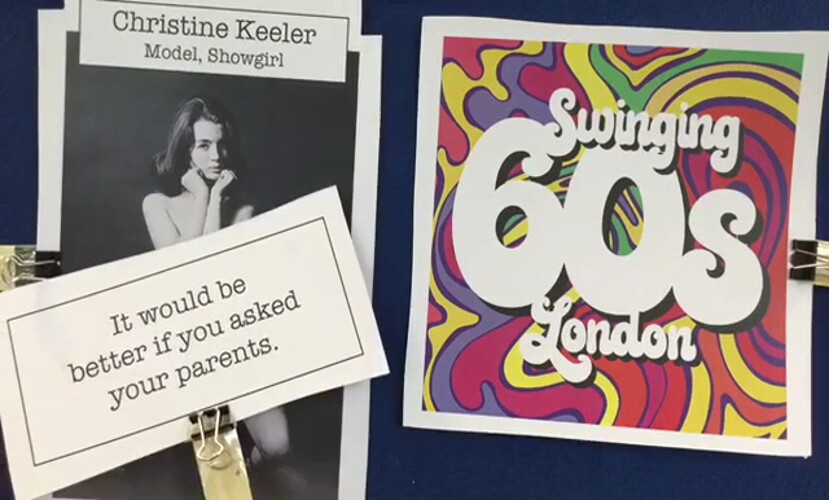 Christine Keeler
Model, Showgirl
It would be
better if you asked
your parents.
Swinging
60s
London